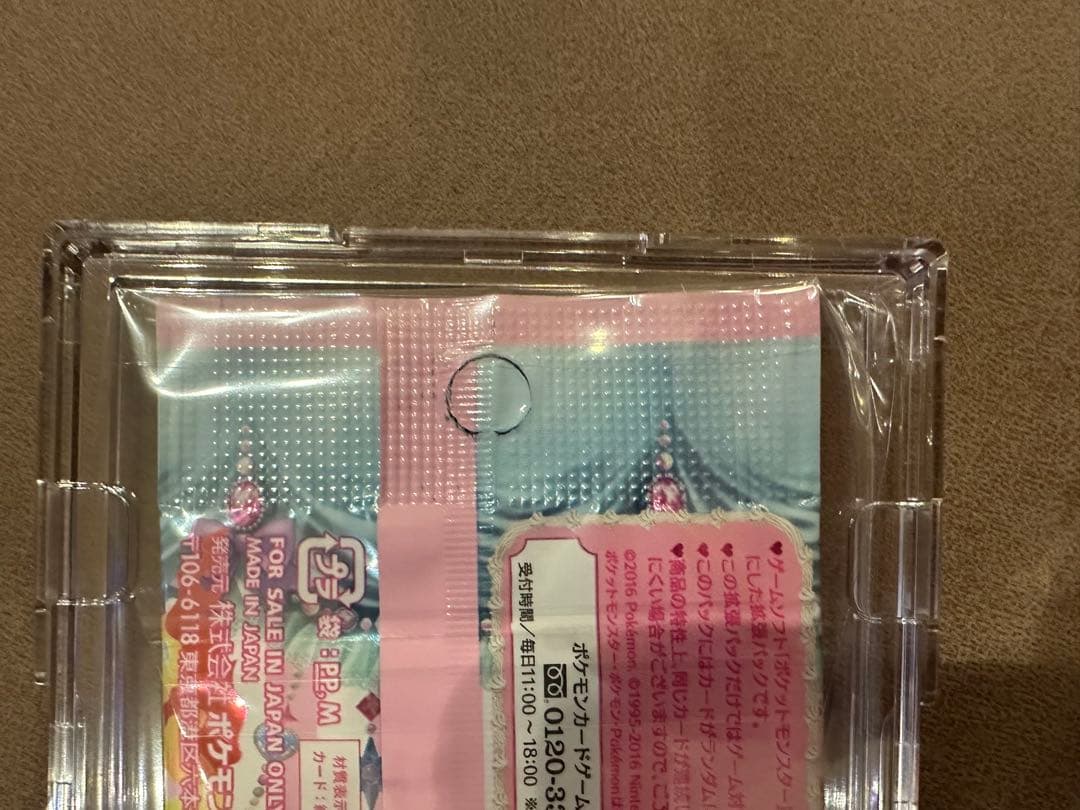 ♥ゲームソフト『ポケットモンスター
にした拡張パックです。
♥この拡張パックだけではゲーム対
♥このパックにはカードがランダムに
♥商品の特性上、同じカードが
にくい場合がございますので、
©2016 Pokémon. ©1995-2016 Ninte
ポケットモンスター・ポケモン・Pokémonは
ポケモンカードゲーム
0120-3
受付時間／毎日11:00～18:00 ※
プラ
袋：PP,M
材質表示
カード：
FOR SALE IN JAPAN ONL
MADE IN JAPAN
発売元 株式会社ポケモン
〒106-6118 東京都港区六本